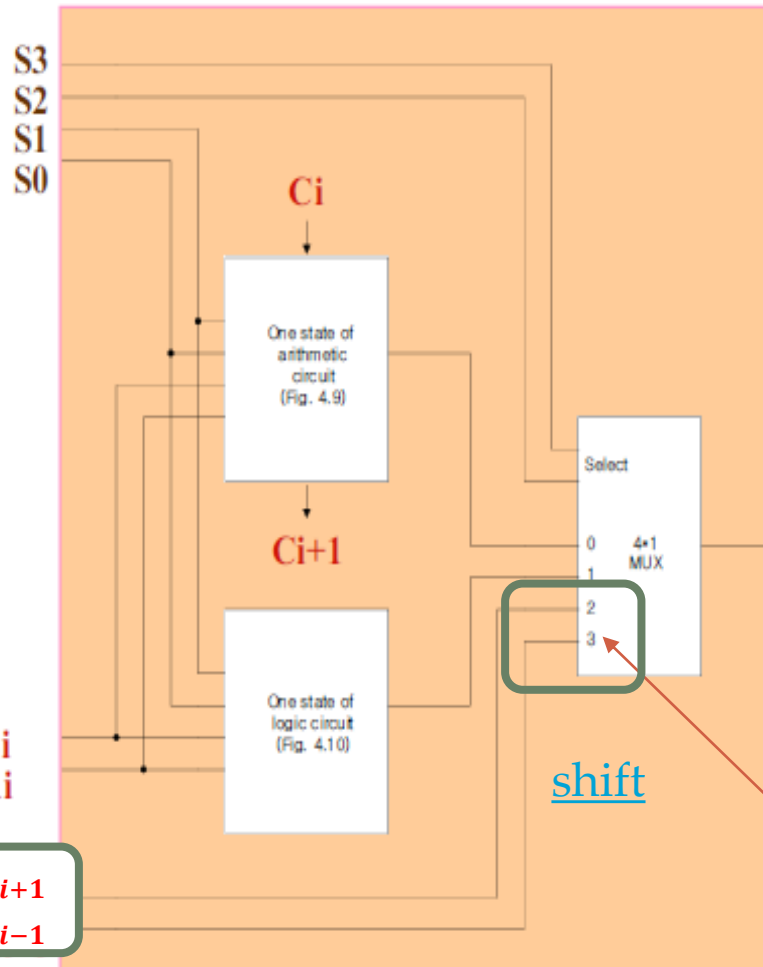 S3
S2
S1
S0
Ci
One state of
arithmetic
circuit
(Fig. 4.9)
Select
Ci+1
0
4*1
MUX
1
2
3
One state of
logic circuit
(Fig. 4.10)
i
i
shift
i+1
i−1